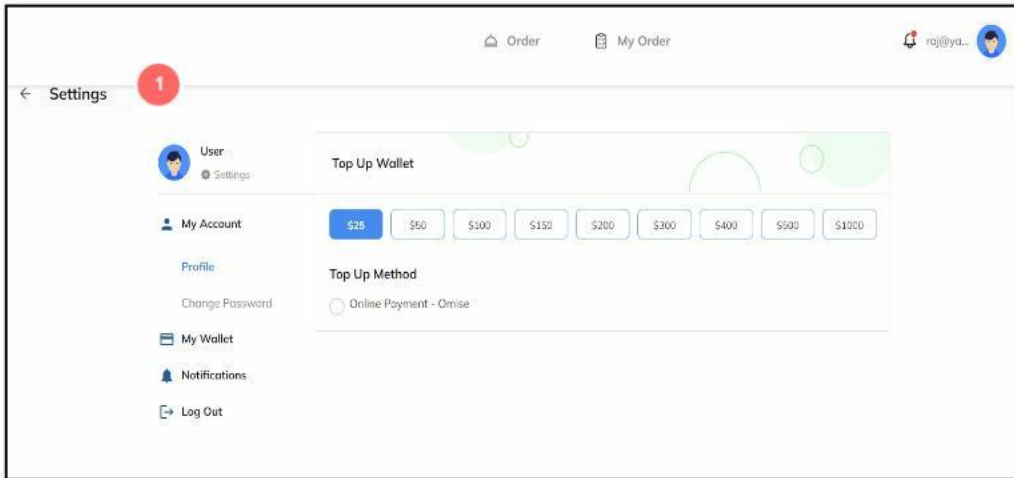 Order
My Order
raj@ya...
1
Settings
User
Settings
Top Up Wallet
My Account
$25
$50
$100
$150
$200
$300
$400
$500
$1000
Profile
Top Up Method
Change Password
Online Payment - Omise
My Wallet
Notifications
Log Out